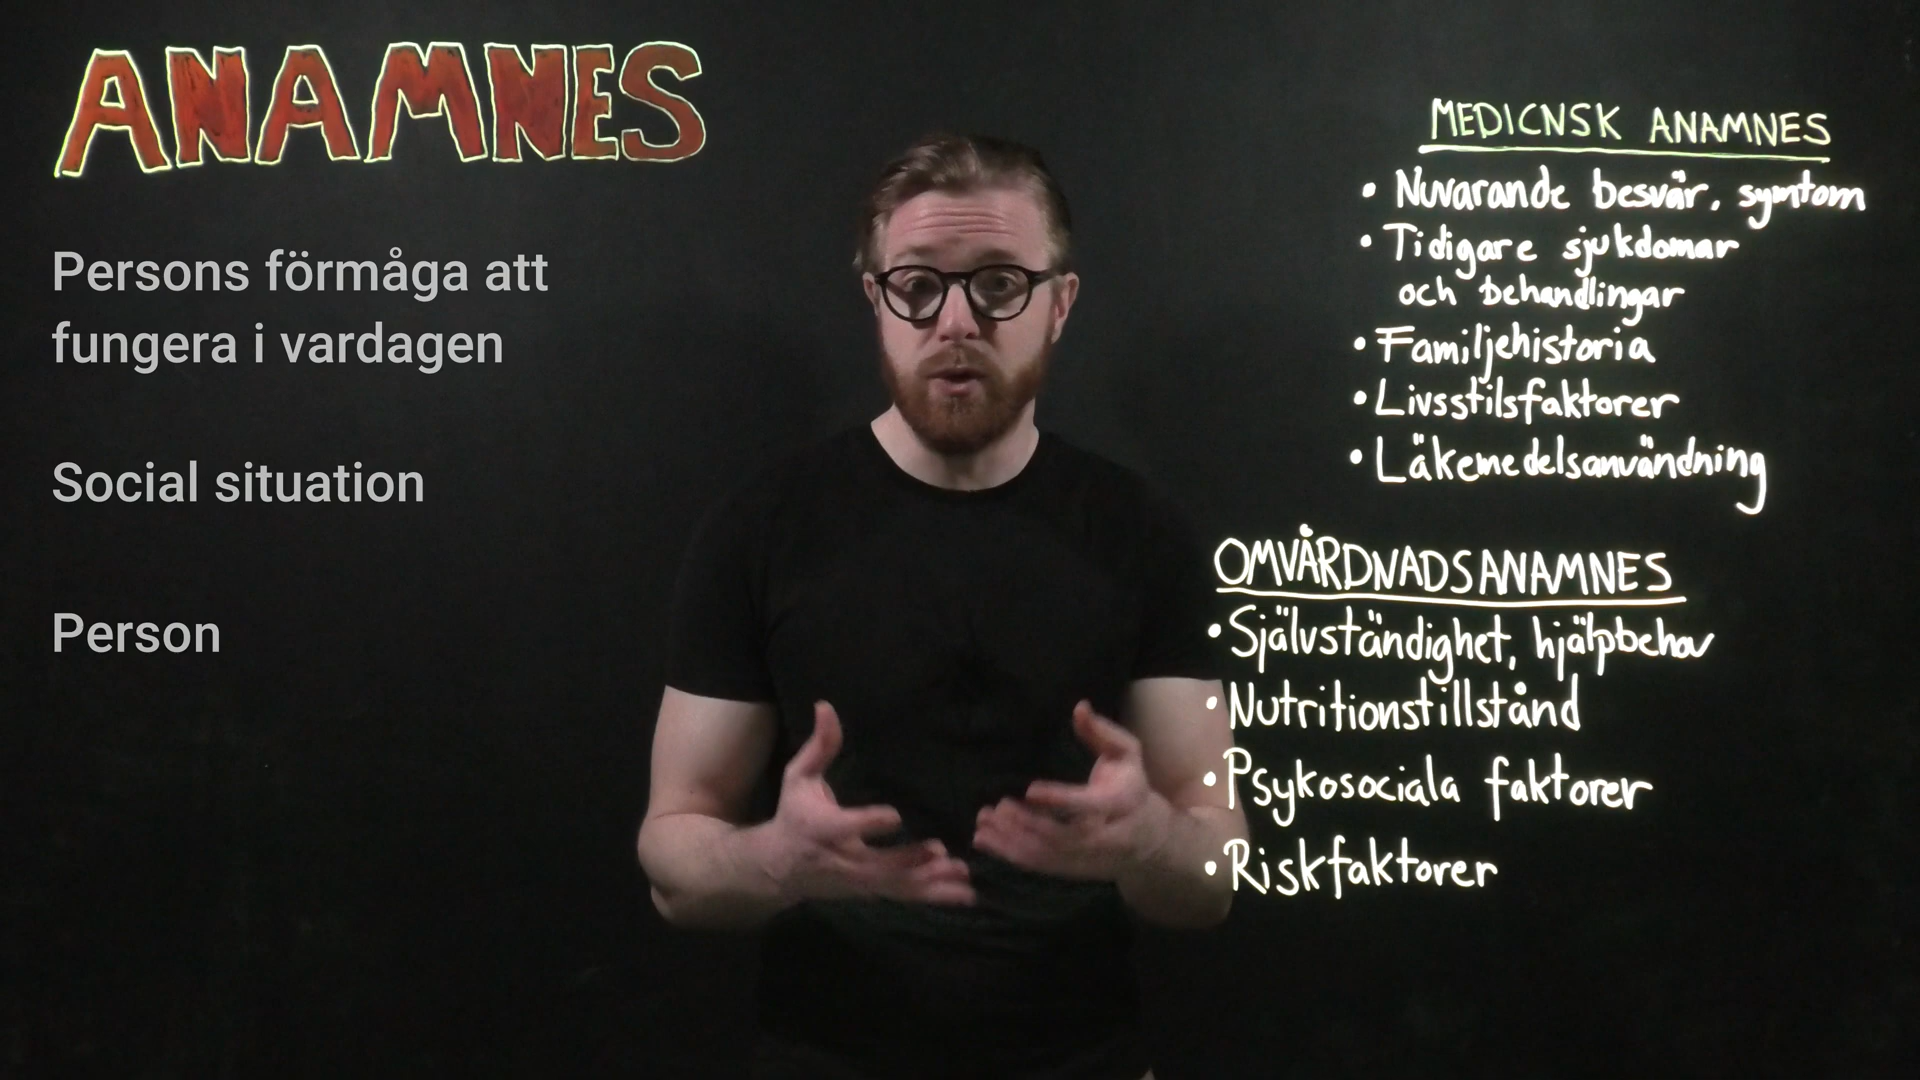 ANAMNES
Persons förmåga att
fungera i vardagen
Social situation
Person
MEDICNSK ANAMNES
• Nuvarande besvär, symtom
• Tidigare sjukdomar
och behandlingar
• Familjehistoria
• Livsstilsfaktorer
• Läkemedelsanvändning
OMVÅRDNADSANAMNES
• Självständighet, hjälpbehov
• Nutritionstillstånd
• Psykosociala faktorer
• Riskfaktorer